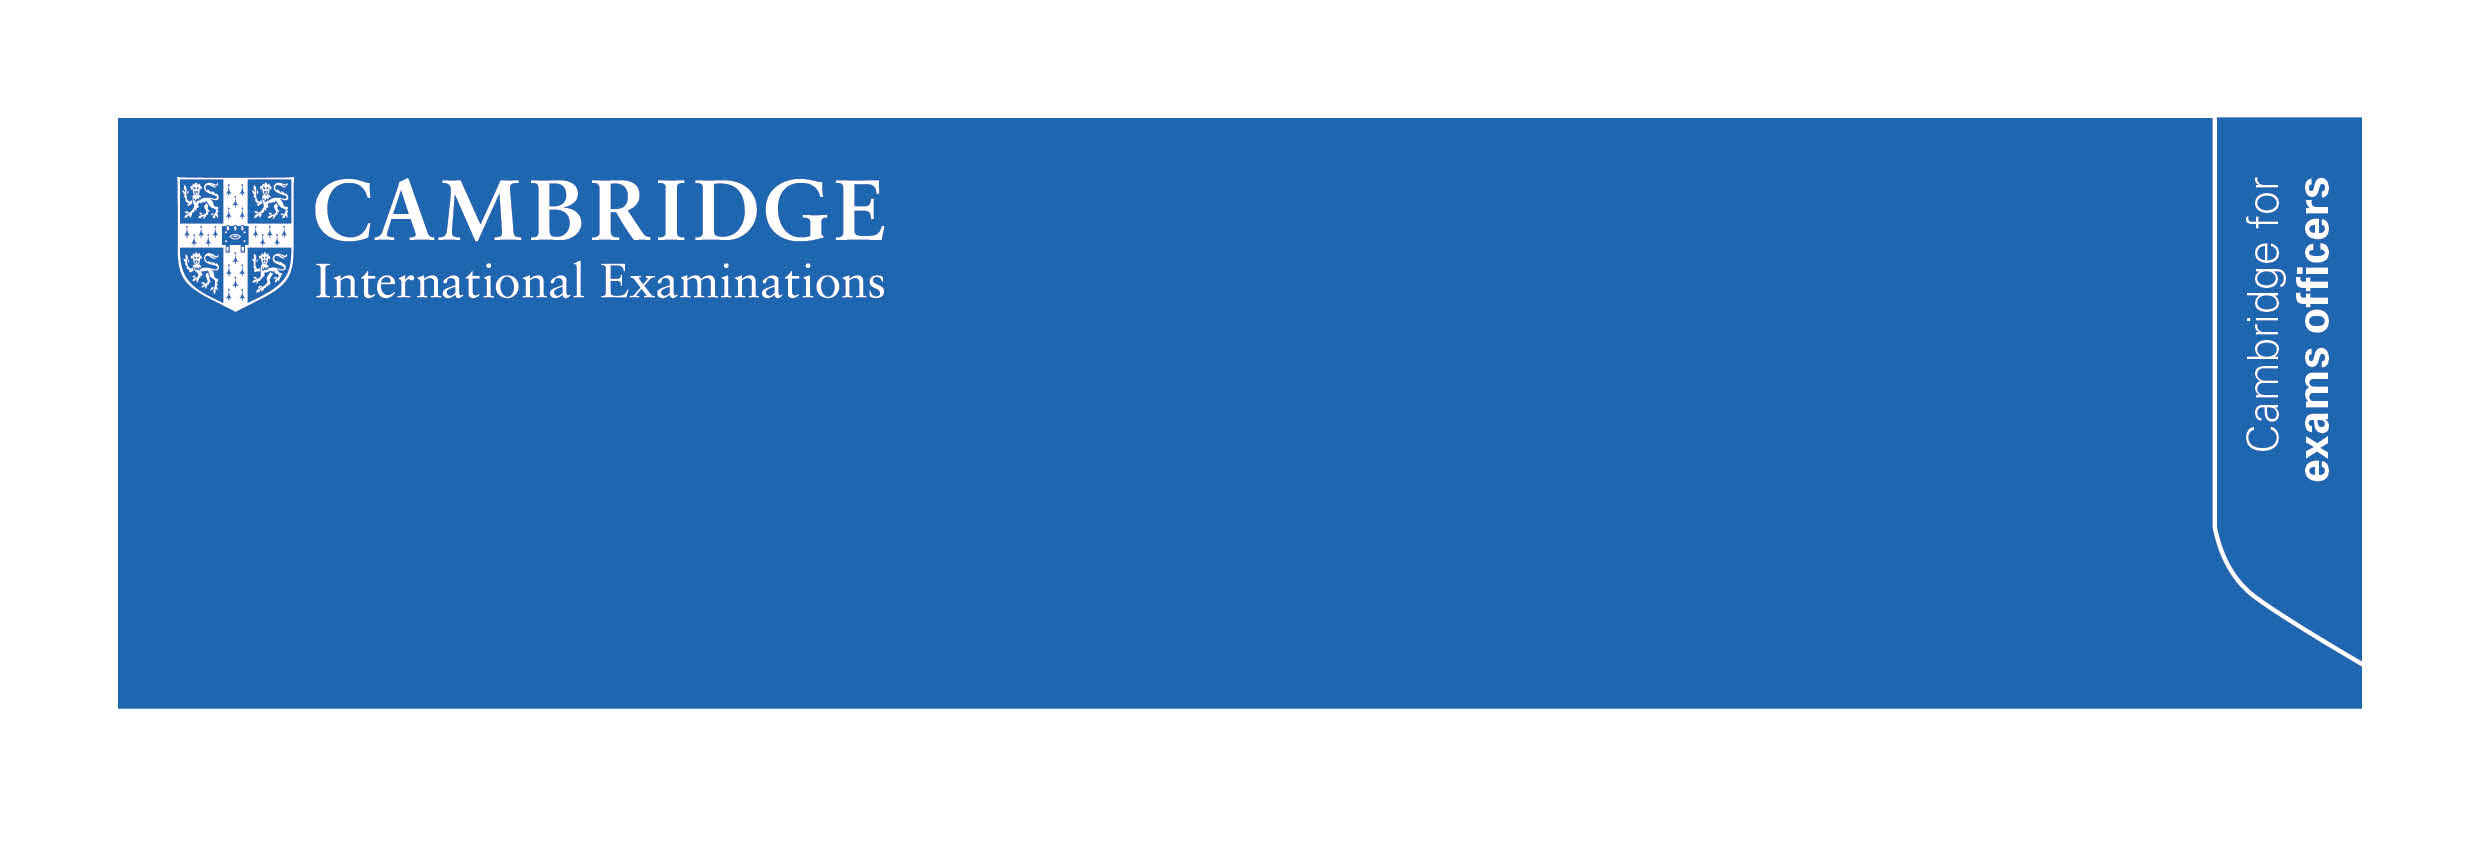 CAMBRIDGE
International Examinations
Cambridge for
exams officers